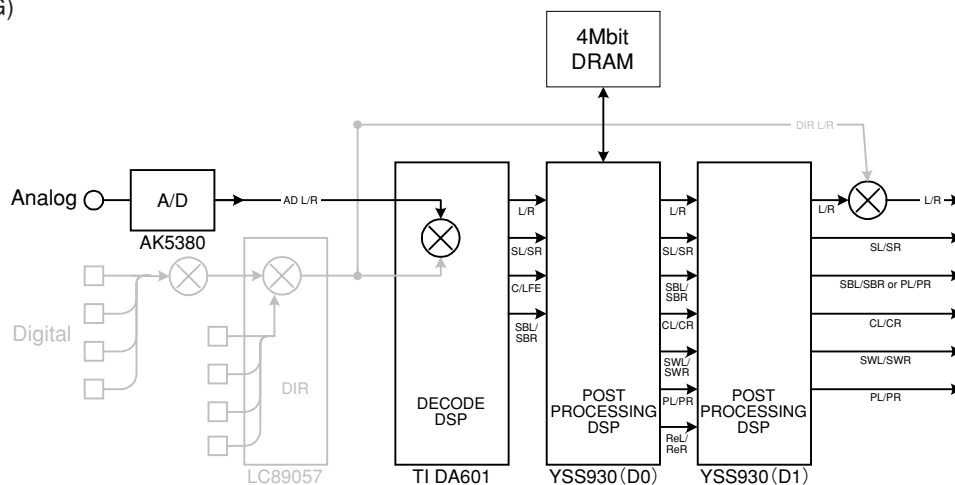 G)
4Mbit
DRAM
DIR L/R
Analog
A/D
AD L/R
AK5380
L/R
L/R
L/R
L/R
SL/SR
SL/SR
SL/SR
C/LFE
SBL/
SBR
SBL/SBR or PL/PR
Digital
SBL/
SBR
CL/CR
CL/CR
SWL/
SWR
SWL/SWR
DIR
DECODE
DSP
POST
PROCESSING
DSP
PL/PR
POST
PROCESSING
DSP
PL/PR
ReL/
ReR
LC89057
TI DA601
YSS930(D0)
YSS930(D1)